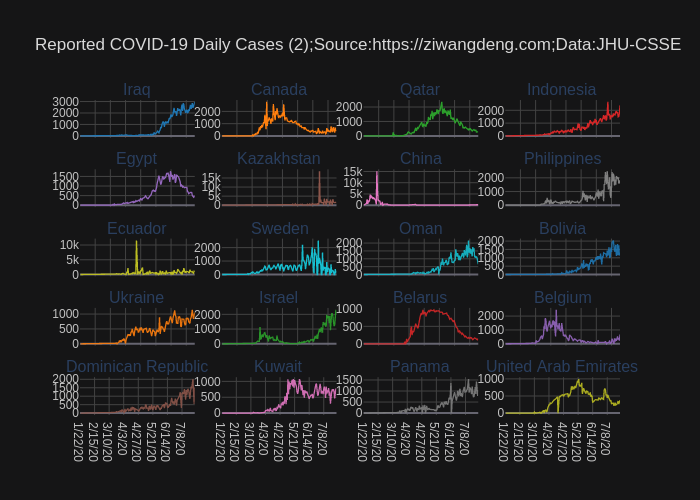 Reported COVID-19 Daily Cases (2);Source:https://ziwangdeng.com;Data:JHU-CSSE
Iraq Canada Qatar Indonesia
3000 2000 1000 0
2000 1000 0
2000 1000 0
2000 1000 0
Egypt Kazakhstan China Philippines
1500 1000 500 0
15k 10k 5k 0
15k 10k 5k 0
2000 1000 0
Ecuador Sweden Oman Bolivia
10k 5k 0
2000 1000 0
2000 1500 1000 500 0
2000 1500 1000 500 0
Ukraine Israel Belarus Belgium
1000 500 0
2000 1000 0
1000 500 0
2000 1000 0
Dominican Republic Kuwait Panama United Arab Emirates
2000 1500 1000 500 0
1000 500 0
1500 1000 500 0
1000 500 0
1/22/20 2/15/20 3/10/20 4/3/20 4/27/20 5/21/20 6/14/20 7/8/20
1/22/20 2/15/20 3/10/20 4/3/20 4/27/20 5/21/20 6/14/20 7/8/20
1/22/20 2/15/20 3/10/20 4/3/20 4/27/20 5/21/20 6/14/20 7/8/20
1/22/20 2/15/20 3/10/20 4/3/20 4/27/20 5/21/20 6/14/20 7/8/20